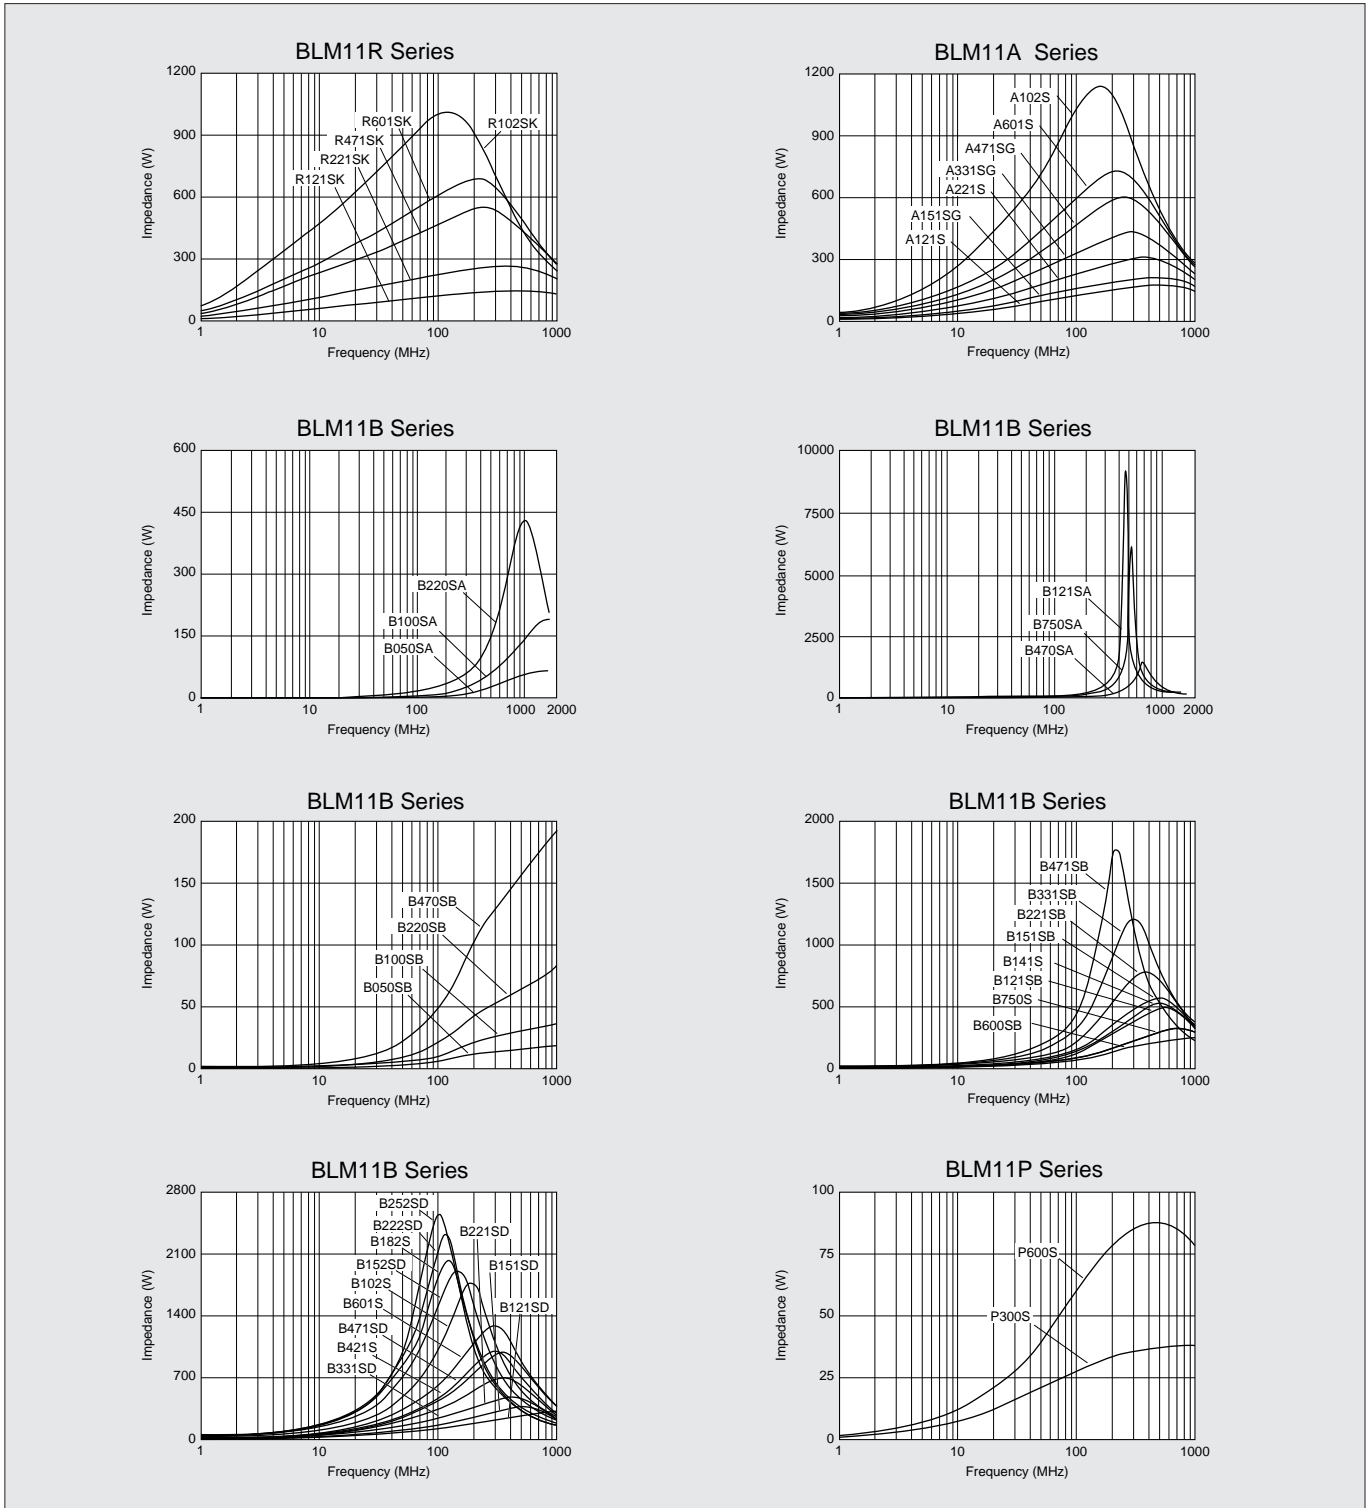 BLM11R Series
1200
900
600
300
0
Impedance (W)
R601SK
R471SK
R221SK
R121SK
R102SK
1 10 100 1000
Frequency (MHz)
BLM11A Series
1200
900
600
300
0
Impedance (W)
A102S
A601S
A471SG
A331SG
A221S
A151SG
A121S
1 10 100 1000
Frequency (MHz)
BLM11B Series
600
450
300
150
0
Impedance (W)
B220SA
B100SA
B050SA
1 10 100 1000 2000
Frequency (MHz)
BLM11B Series
10000
7500
5000
2500
0
Impedance (W)
B121SA
B750SA
B470SA
1 10 100 1000 2000
Frequency (MHz)
BLM11B Series
200
150
100
50
0
Impedance (W)
B470SB
B220SB
B100SB
B050SB
1 10 100 1000
Frequency (MHz)
BLM11B Series
2000
1500
1000
500
0
Impedance (W)
B471SB
B331SB
B221SB
B151SB
B141S
B121SB
B750S
B600SB
1 10 100 1000
Frequency (MHz)
BLM11B Series
2800
2100
1400
700
0
Impedance (W)
B252SD
B222SD
B182S
B152SD
B102S
B601S
B471SD
B421S
B331SD
B221SD
B151SD
B121SD
1 10 100 1000
Frequency (MHz)
BLM11P Series
100
75
50
25
0
Impedance (W)
P600S
P300S
1 10 100 1000
Frequency (MHz)